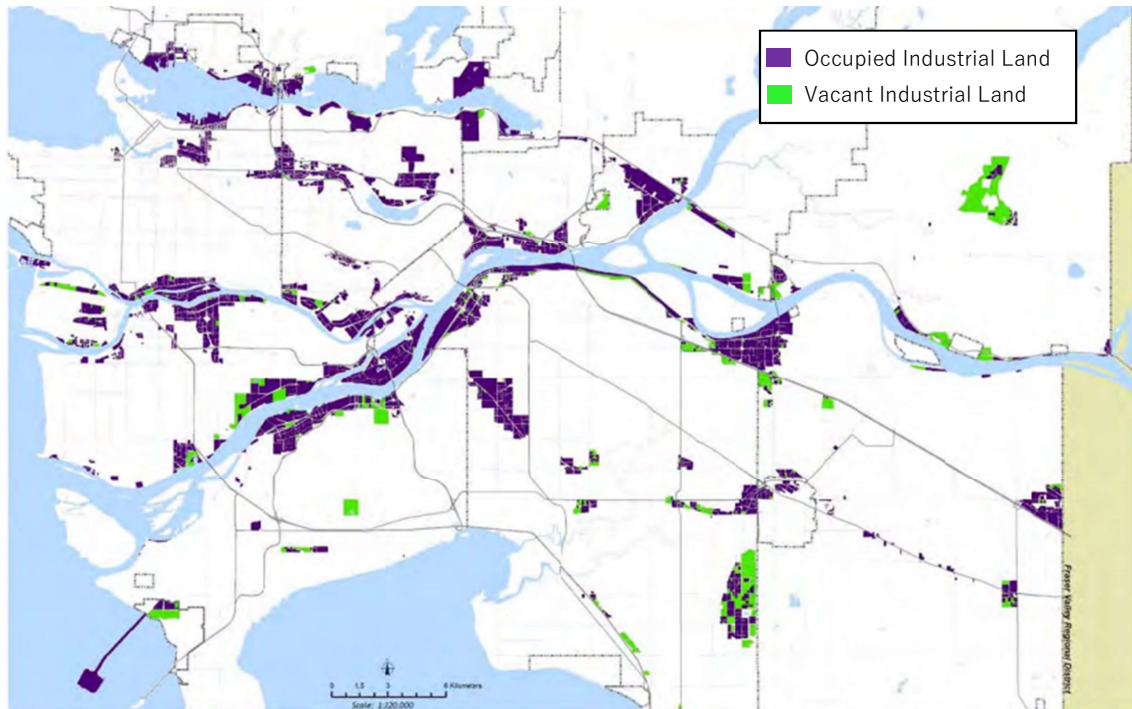 Occupied Industrial Land
Vacant Industrial Land
Fraser Valley Regional District
0 1.5 3 6 Kilometers
Scale: 1:120,000